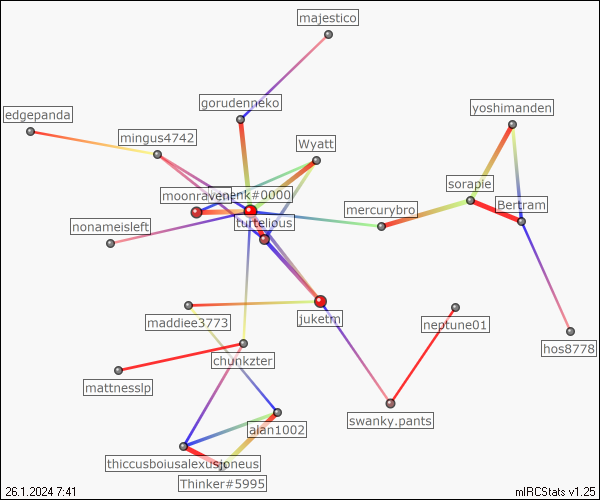 majestico
gorudenneko
edgepanda
yoshimanden
mingus4742
Wyatt
sorapie
moonravenenk#0000
Bertram
mercurybro
nonameisleft
turtelious
juketm
maddiee3773
neptune01
hos8778
chunkzter
mattnesslp
swanky.pants
alan1002
thiccusboiusalexusjoneus
Thinker#5995
26.1.2024 7:41
mIRCStats v1.25